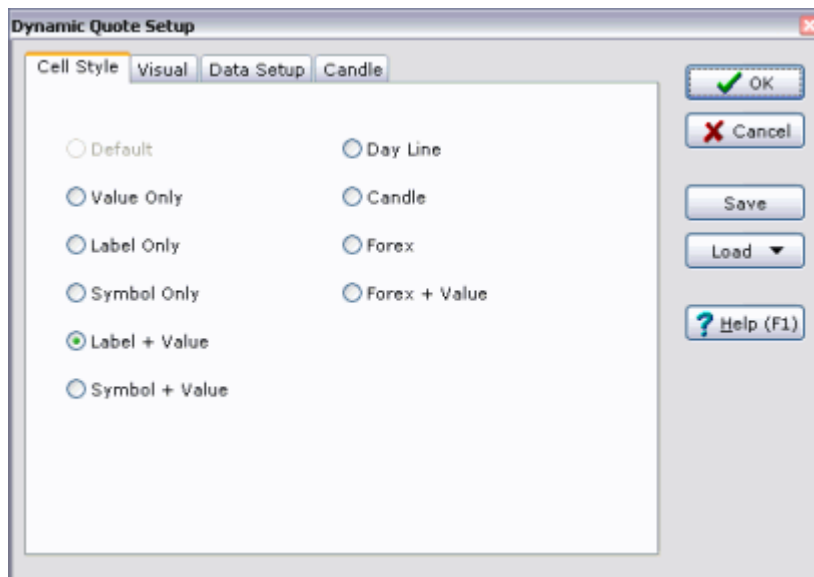 Dynamic Quote Setup
Cell Style Visual Data Setup Candle
Default
Value Only
Label Only
Symbol Only
Label + Value
Symbol + Value
Day Line
Candle
Forex
Forex + Value
OK
Cancel
Save
Load
Help (F1)